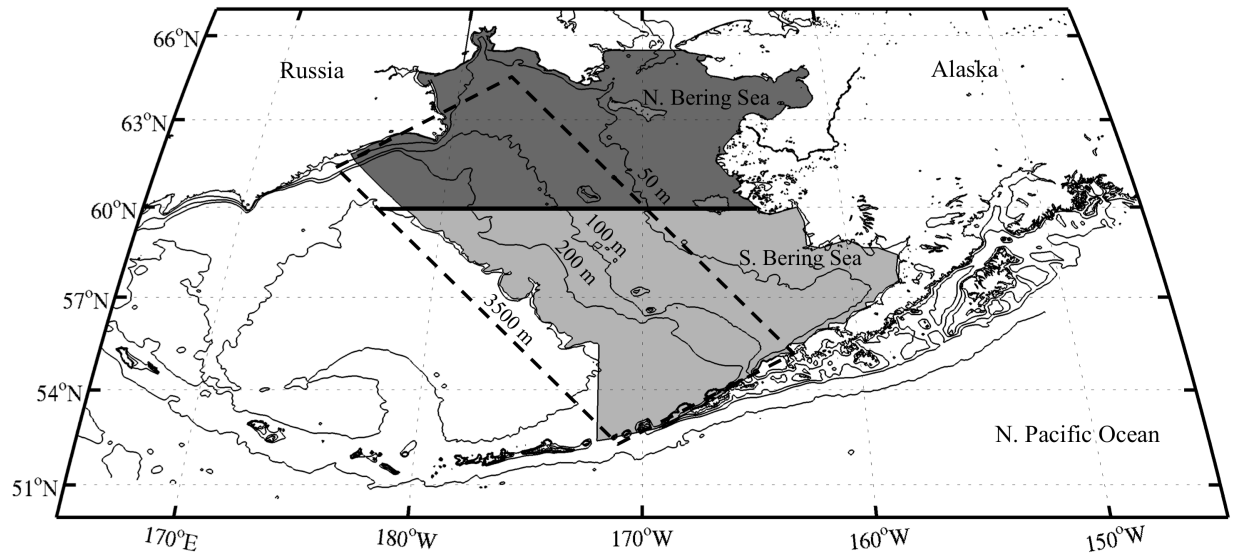 66°N
Russia
Alaska
N. Bering Sea
63°N
50 m
60°N
100 m
200 m
S. Bering Sea
57°N
3500 m
54°N
N. Pacific Ocean
51°N
170°E
180°W
170°W
160°W
150°W